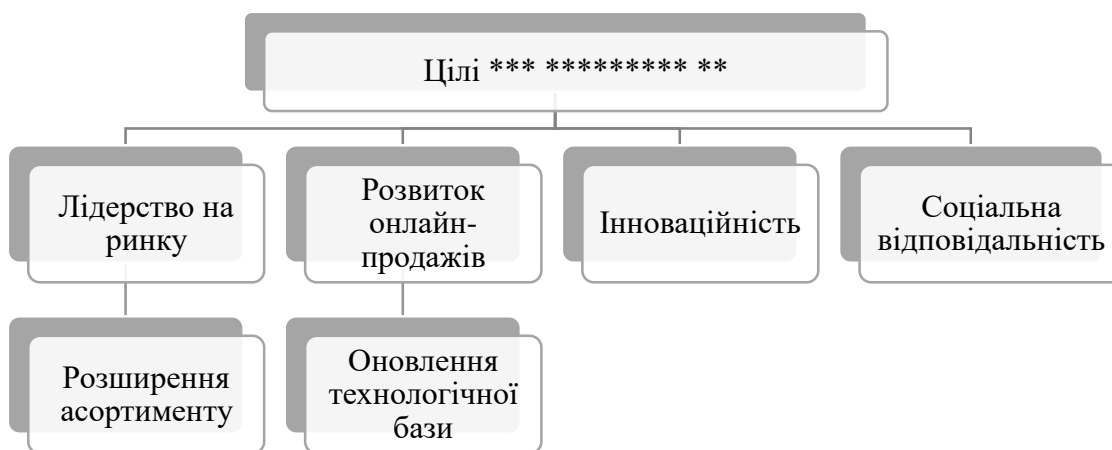 Цілі *** ********* **
Лідерство на
ринку
Розвиток
онлайн-
продажів
Інноваційність
Соціальна
відповідальність
Розширення
асортименту
Оновлення
технологічної
бази